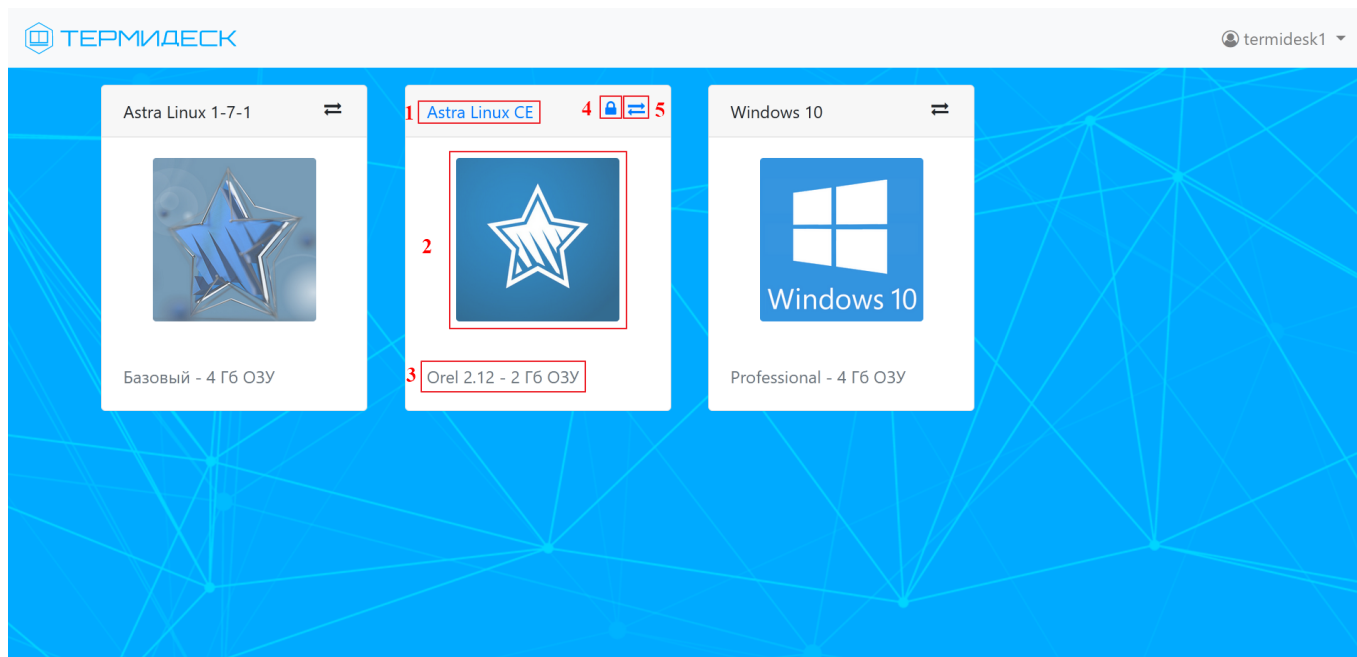 ТЕРМИДЕСК
termidesk1
Astra Linux 1-7-1
1 Astra Linux CE 4 5
Windows 10
2
Windows 10
Базовый - 4 Гб ОЗУ
3 Orel 2.12 - 2 Гб ОЗУ
Professional - 4 Гб ОЗУ